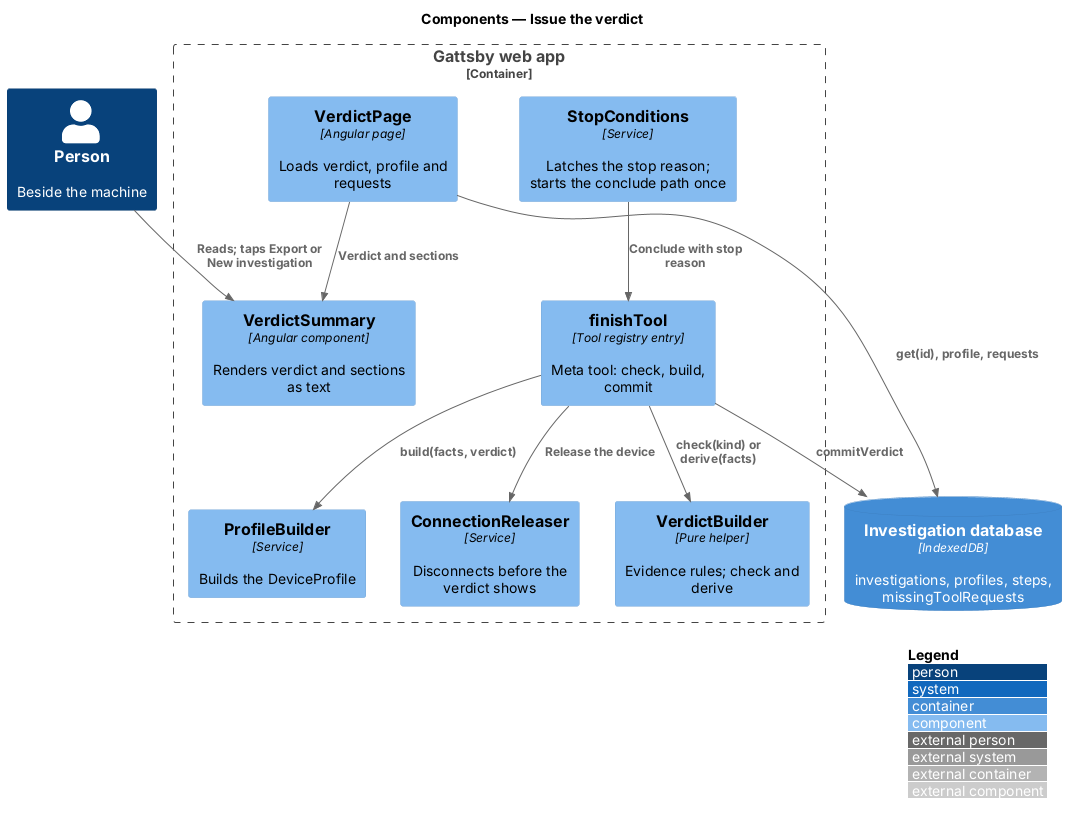 Components — Issue the verdict
Gattsby web app
[Container]
Person
Beside the machine
VerdictPage
[Angular page]
Loads verdict, profile and
requests
StopConditions
[Service]
Latches the stop reason;
starts the conclude path once
Reads; taps Export or
New investigation
Verdict and sections
Conclude with stop
reason
get(id), profile, requests
VerdictSummary
[Angular component]
Renders verdict and sections
as text
finishTool
[Tool registry entry]
Meta tool: check, build,
commit
build(facts, verdict)
Release the device
check(kind) or
derive(facts)
commitVerdict
ProfileBuilder
[Service]
Builds the DeviceProfile
ConnectionReleaser
[Service]
Disconnects before the
verdict shows
VerdictBuilder
[Pure helper]
Evidence rules; check and
derive
Investigation database
[IndexedDB]
investigations, profiles, steps,
missingToolRequests
Legend
person
system
container
component
external person
external system
external container
external component